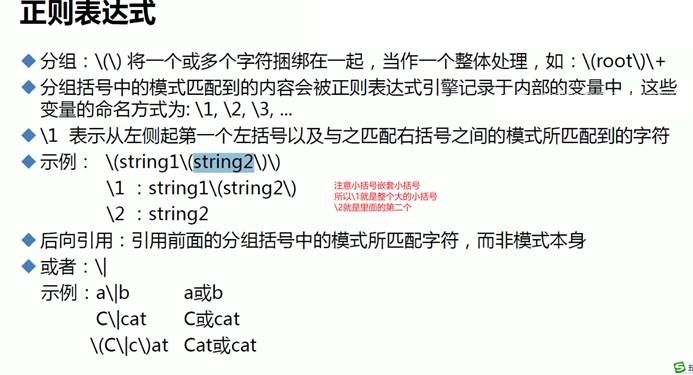 正则表达式
◆分组：\(\) 将一个或多个字符捆绑在一起，当作一个整体处理，如：\(root\)\+
◆分组括号中的模式匹配到的内容会被正则表达式引擎记录于内部的变量中，这些
变量的命名方式为: \1, \2, \3, ...
◆\1 表示从左侧起第一个左括号以及与之匹配右括号之间的模式所匹配到的字符
◆示例： \(string1\(string2\)\)
\1 ：string1\(string2\)
\2 ：string2
注意小括号嵌套小括号
所以\1就是整个大的小括号
\2就是里面的第二个
◆后向引用：引用前面的分组括号中的模式所匹配字符，而非模式本身
◆或者：\|
示例：a\|b a或b
C\|cat C或cat
\(C\|c\)at Cat或cat